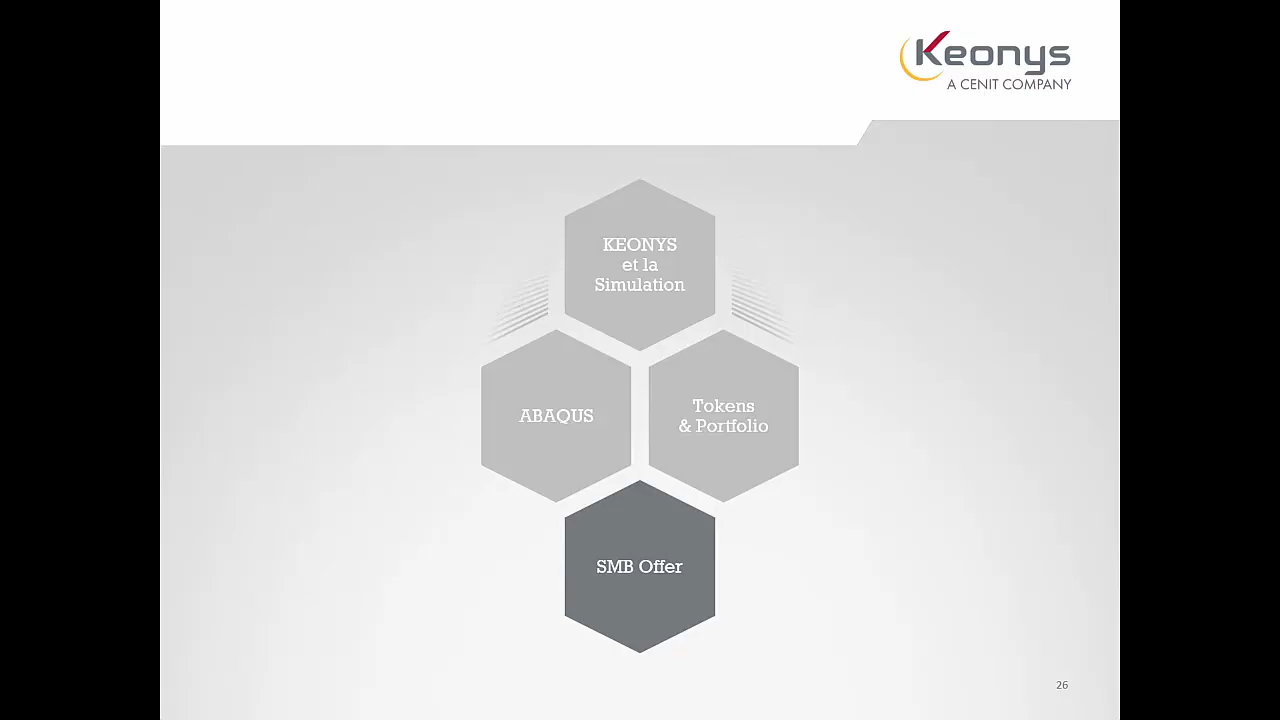 Keonys
A CENIT COMPANY
KEONYS
et la
Simulation
ABAQUS
Tokens
& Portfolio
SMB Offer
26